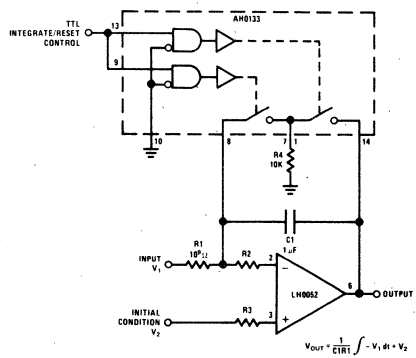 AH0133
TTL
INTEGRATE/RESET
CONTROL
13
9
10
8
7
1
14
R4
10K
C1
1 μF
INPUT
V1
R1
10⁸Ω
R2
2
6
OUTPUT
LH0052
INITIAL
CONDITION
V2
R3
3
VOUT = 1/C1R1 ∫ - V1 dt + V2